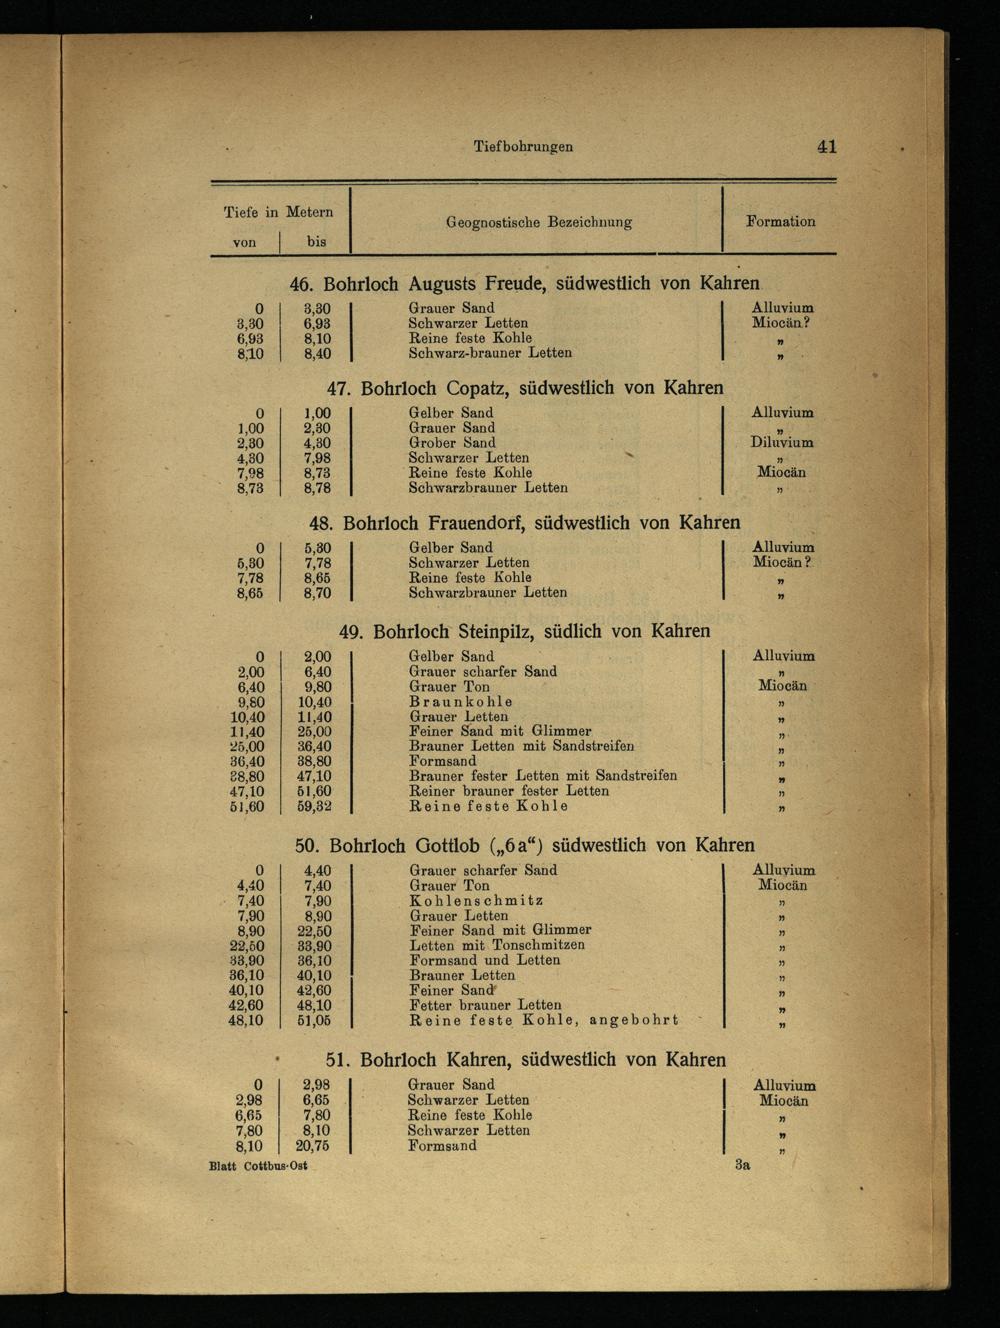 Tiefbohrungen 41
Tiefe in Metern
von bis Geognostische Bezeichnung Formation
46. Bohrloch Augusts Freude, südwestlich von Kahren
0 3,30 Grauer Sand Alluvium
3,30 6,93 Schwarzer Letten Miocän?
6,93 8,10 Reine feste Kohle „
8,10 8,40 Schwarz-brauner Letten „
47. Bohrloch Copatz, südwestlich von Kahren
0 1,00 Gelber Sand Alluvium
1,00 2,30 Grauer Sand „
2,30 4,30 Grober Sand Diluvium
4,30 7,98 Schwarzer Letten „
7,98 8,73 Reine feste Kohle Miocän
8,73 8,78 Schwarzbrauner Letten „
48. Bohrloch Frauendorf, südwestlich von Kahren
0 5,30 Gelber Sand Alluvium
5,30 7,78 Schwarzer Letten Miocän?
7,78 8,65 Reine feste Kohle „
8,65 8,70 Schwarzbrauner Letten „
49. Bohrloch Steinpilz, südlich von Kahren
0 2,00 Gelber Sand Alluvium
2,00 6,40 Grauer scharfer Sand „
6,40 9,80 Grauer Ton Miocän
9,80 10,40 Braunkohle „
10,40 11,40 Grauer Letten „
11,40 25,00 Feiner Sand mit Glimmer „
25,00 36,40 Brauner Letten mit Sandstreifen „
36,40 38,80 Formsand „
38,80 47,10 Brauner fester Letten mit Sandstreifen „
47,10 51,60 Reiner brauner fester Letten „
51,60 59,32 Reine feste Kohle „
50. Bohrloch Gottlob („6a“) südwestlich von Kahren
0 4,40 Grauer scharfer Sand Alluvium
4,40 7,40 Grauer Ton Miocän
7,40 7,90 Kohlenschmitz „
7,90 8,90 Grauer Letten „
8,90 22,50 Feiner Sand mit Glimmer „
22,50 33,90 Letten mit Tonschmitzen „
33,90 36,10 Formsand und Letten „
36,10 40,10 Brauner Letten „
40,10 42,60 Feiner Sand „
42,60 48,10 Fetter brauner Letten „
48,10 51,05 Reine feste Kohle, angebohrt „
51. Bohrloch Kahren, südwestlich von Kahren
0 2,98 Grauer Sand Alluvium
2,98 6,65 Schwarzer Letten Miocän
6,65 7,80 Reine feste Kohle „
7,80 8,10 Schwarzer Letten „
8,10 20,75 Formsand „
Blatt Cottbus-Ost 3a